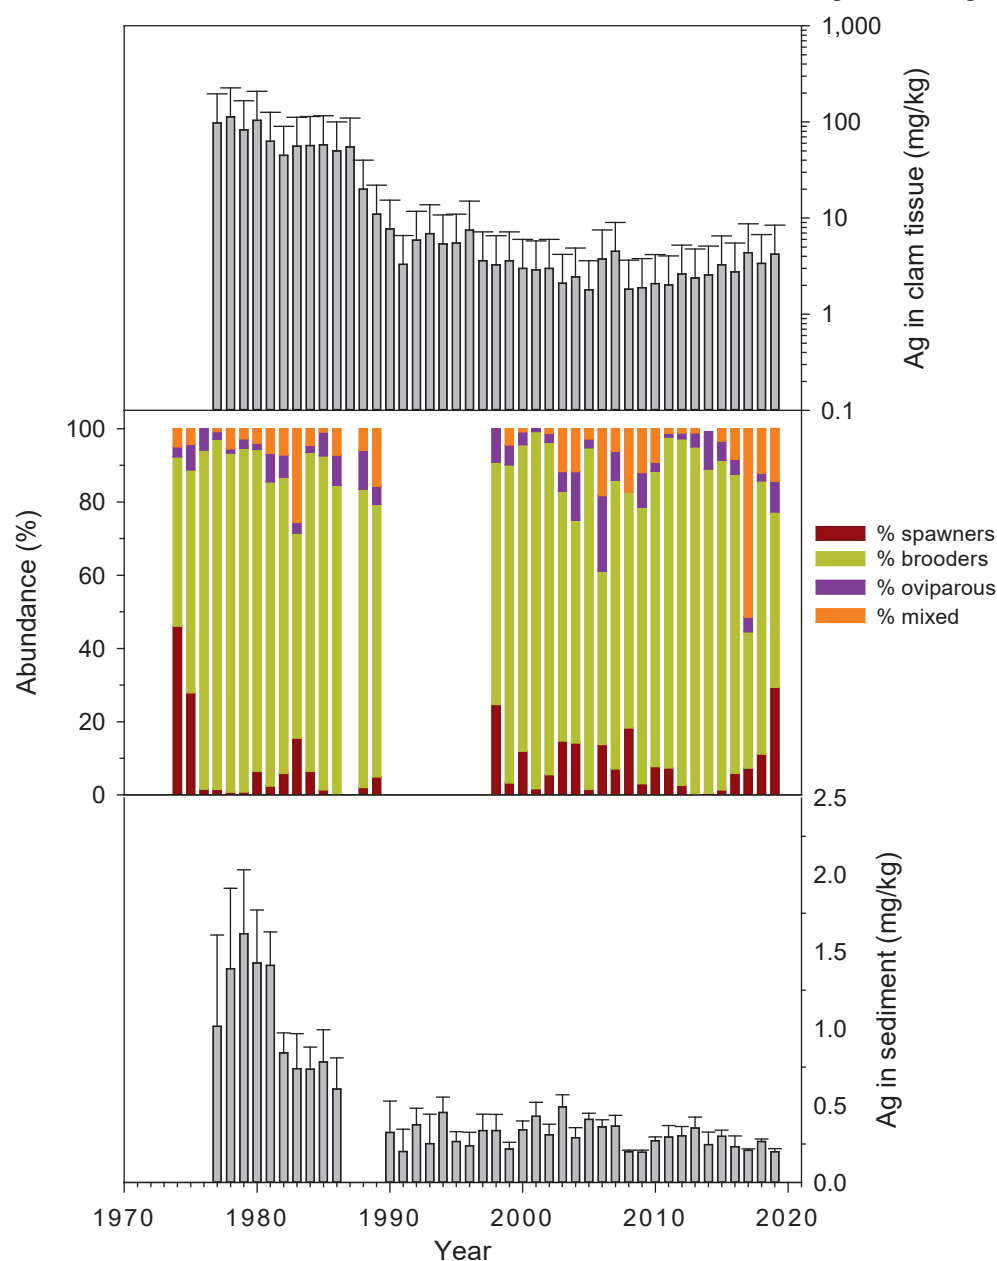 1,000
100
10
1
0.1
Ag in clam tissue (mg/kg)
100
80
60
40
20
0
Abundance (%)
% spawners
% brooders
% oviparous
% mixed
2.5
2.0
1.5
1.0
0.5
0.0
Ag in sediment (mg/kg)
1970 1980 1990 2000 2010 2020
Year